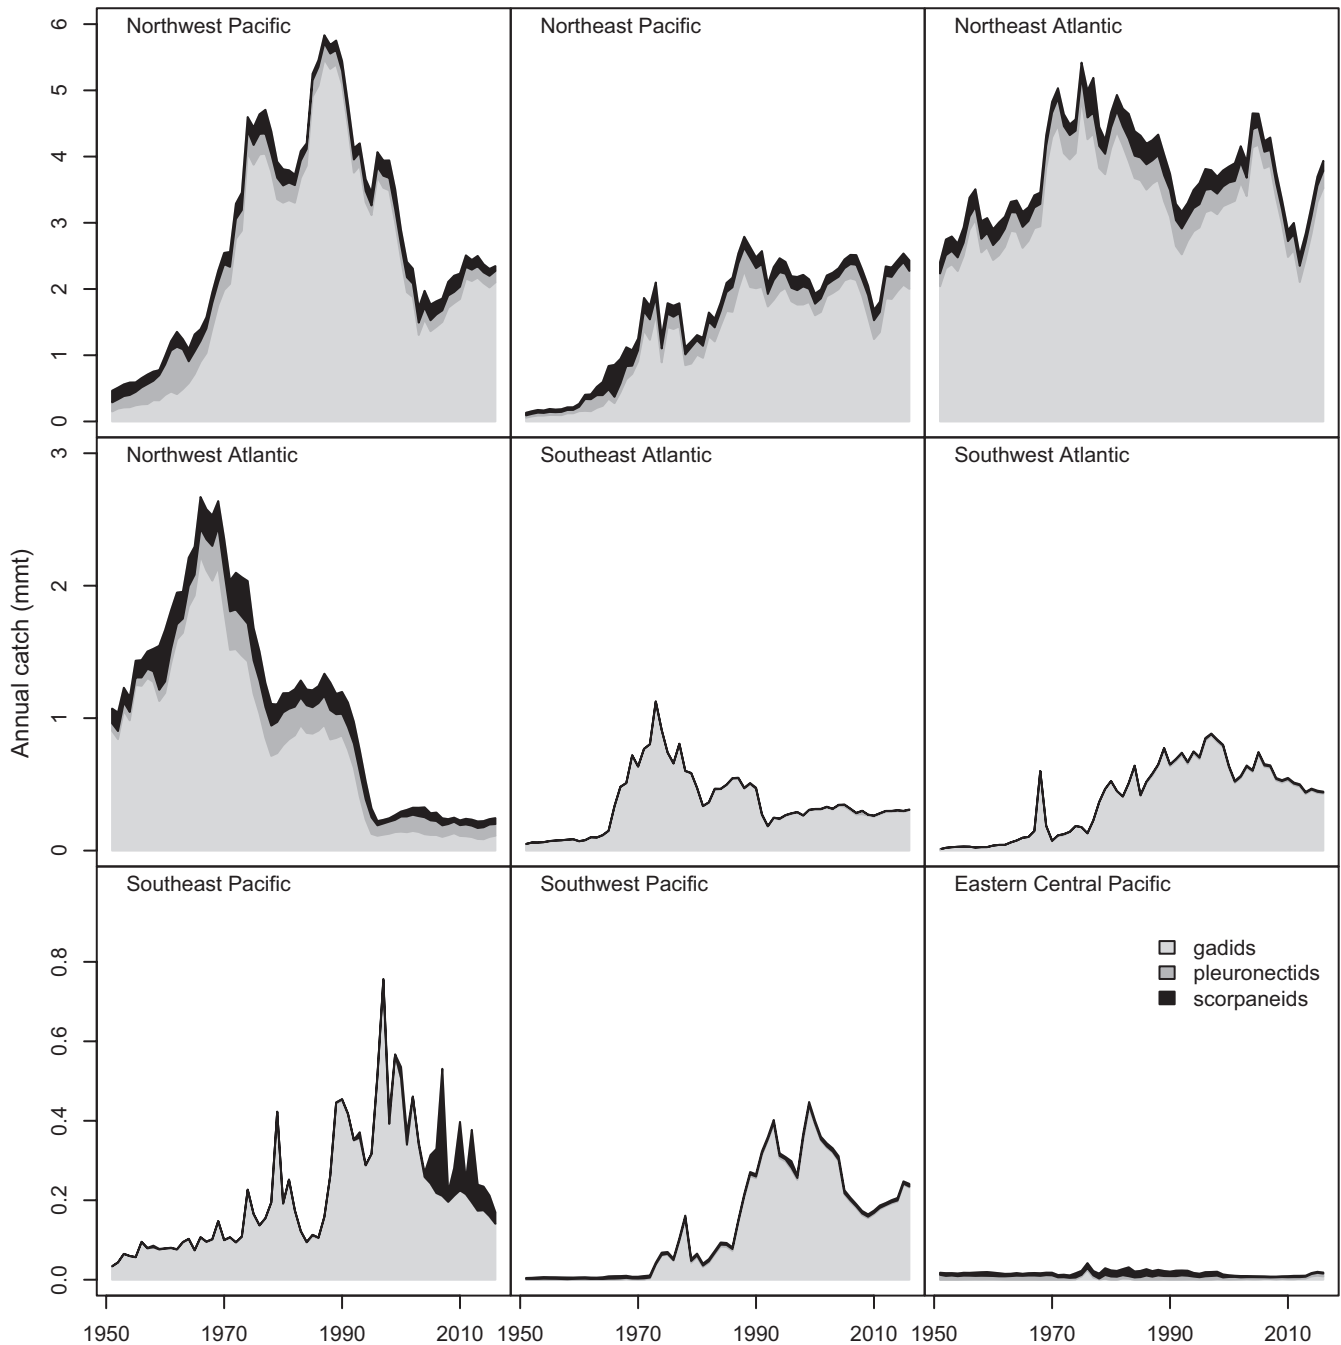 Northwest Pacific
Northeast Pacific
Northeast Atlantic
6
5
4
3
2
1
0
Northwest Atlantic
Southeast Atlantic
Southwest Atlantic
3
2
1
0
Annual catch (mmt)
Southeast Pacific
Southwest Pacific
Eastern Central Pacific
gadids
pleuronectids
scorpaneids
0.8
0.6
0.4
0.2
0.0
1950 1970 1990 2010 1950 1970 1990 2010 1950 1970 1990 2010